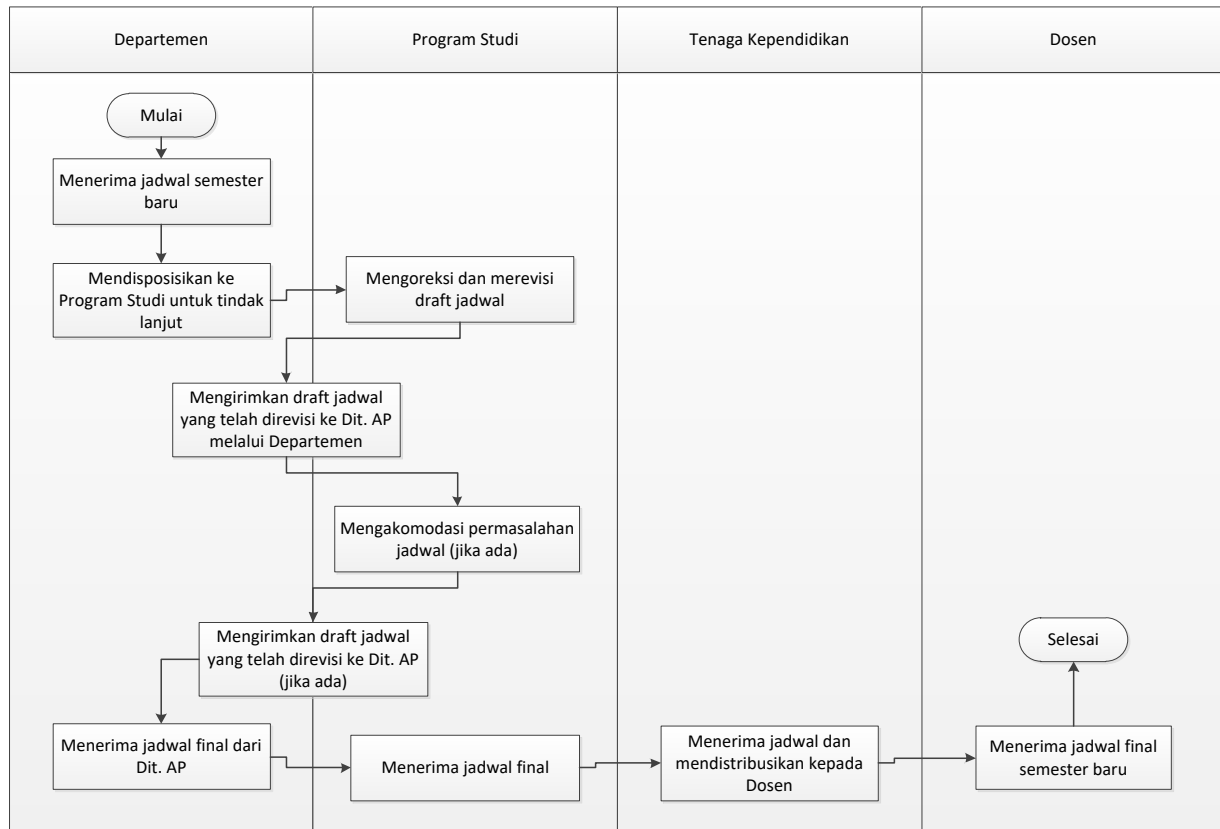 Departemen
Program Studi
Tenaga Kependidikan
Dosen
Mulai
Menerima jadwal semester
baru
Mendisposisikan ke
Program Studi untuk tindak
lanjut
Mengoreksi dan merevisi
draft jadwal
Mengirimkan draft jadwal
yang telah direvisi ke Dit. AP
melalui Departemen
Mengakomodasi permasalahan
jadwal (jika ada)
Mengirimkan draft jadwal
yang telah direvisi ke Dit. AP
(jika ada)
Menerima jadwal final dari
Dit. AP
Menerima jadwal final
Menerima jadwal dan
mendistribusikan kepada
Dosen
Menerima jadwal final
semester baru
Selesai